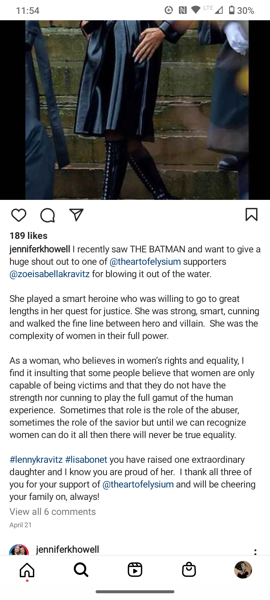 11:54
LTE
30%
189 likes
jenniferkhowell I recently saw THE BATMAN and want to give a
huge shout out to one of @theartofelysium supporters
@zoeisabellakravitz for blowing it out of the water.
She played a smart heroine who was willing to go to great
lengths in her quest for justice. She was strong, smart, cunning
and walked the fine line between hero and villain. She was the
complexity of women in their full power.
As a woman, who believes in women's rights and equality, I
find it insulting that some people believe that women are only
capable of being victims and that they do not have the
strength nor cunning to play the full gamut of the human
experience. Sometimes that role is the role of the abuser,
sometimes the role of the savior but until we can recognize
women can do it all then there will never be true equality.
#lennykravitz #lisabonet you have raised one extraordinary
daughter and I know you are proud of her. I thank all three of
you for your support of @theartofelysium and will be cheering
your family on, always!
View all 6 comments
April 21
jenniferkhowell